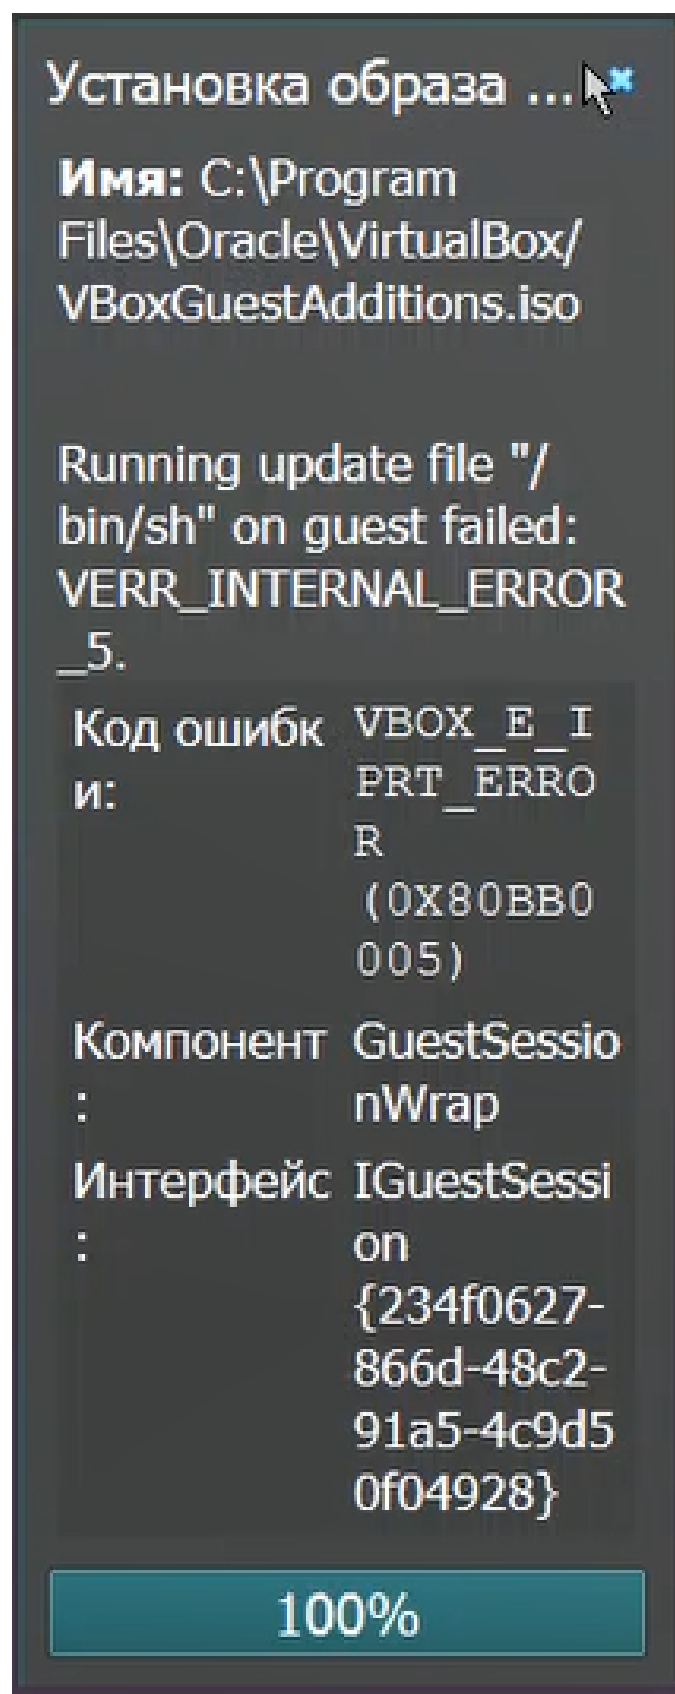 Установка образа ...
Имя: C:\Program
Files\Oracle\VirtualBox/
VBoxGuestAdditions.iso
Running update file "/
bin/sh" on guest failed:
VERR_INTERNAL_ERROR
_5.
Код ошибк VBOX_E_I
и: PRT_ERRO
R
(0X80BB0
005)
Компонент GuestSessio
: nWrap
Интерфейс IGuestSessi
: on
{234f0627-
866d-48c2-
91a5-4c9d5
0f04928}
100%